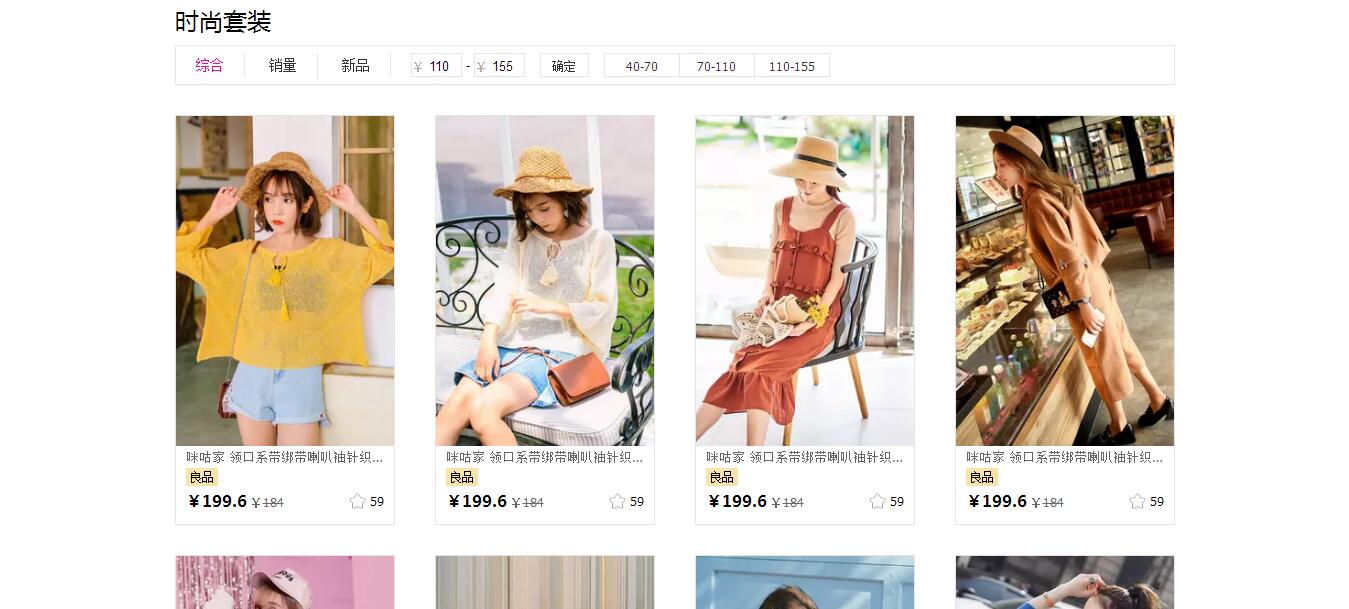 时尚套装
综合 销量 新品 ¥ 110 - ¥ 155 确定 40-70 70-110 110-155
咪咕家 领口系带绑带喇叭袖针织... 咪咕家 领口系带绑带喇叭袖针织... 咪咕家 领口系带绑带喇叭袖针织... 咪咕家 领口系带绑带喇叭袖针织...
良品 良品 良品 良品
¥199.6 ¥184 59 ¥199.6 ¥184 59 ¥199.6 ¥184 59 ¥199.6 ¥184 59